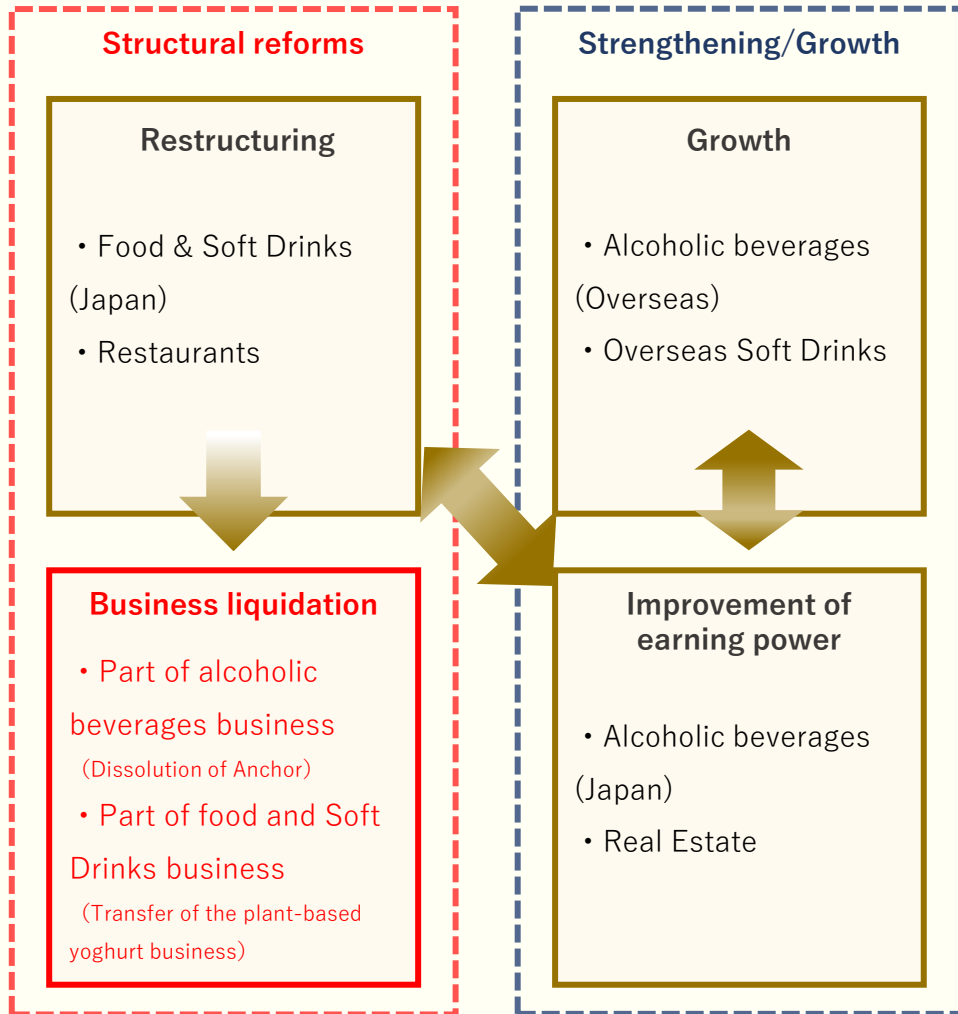 Structural reforms
Restructuring
・Food & Soft Drinks
(Japan)
・Restaurants
Business liquidation
・Part of alcoholic
beverages business
（Dissolution of Anchor）
・Part of food and Soft
Drinks business
（Transfer of the plant-based
yoghurt business）
Strengthening/Growth
Growth
・Alcoholic beverages
(Overseas)
・Overseas Soft Drinks
Improvement of
earning power
・Alcoholic beverages
(Japan)
・Real Estate